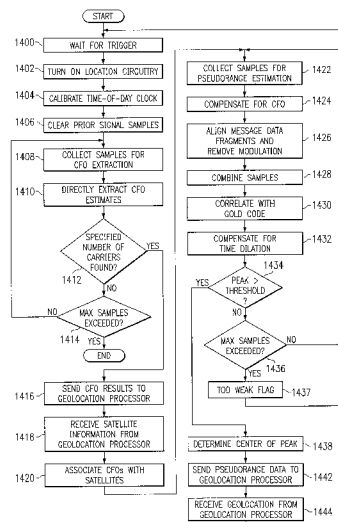 START
1400
WAIT FOR TRIGGER
1402
TURN ON LOCATION CIRCUITRY
1404
CALIBRATE TIME-OF-DAY CLOCK
1406
CLEAR PRIOR SIGNAL SAMPLES
1408
COLLECT SAMPLES FOR
CFO EXTRACTION
1410
DIRECTLY EXTRACT CFO
ESTIMATES
SPECIFIED
NUMBER OF
CARRIERS
FOUND?
YES
1412
NO
NO
MAX SAMPLES
EXCEEDED?
1414
YES
END
1416
SEND CFO RESULTS TO
GEOLOCATION PROCESSOR
1418
RECEIVE SATELLITE
INFORMATION FROM
GEOLOCATION PROCESSOR
1420
ASSOCIATE CFOs WITH
SATELLITES
COLLECT SAMPLES FOR
PSEUDORANGE ESTIMATION
1422
COMPENSATE FOR CFO
1424
ALIGN MESSAGE DATA
FRAGMENTS AND
REMOVE MODULATION
1426
COMBINE SAMPLES
1428
CORRELATE WITH
GOLD CODE
1430
COMPENSATE FOR
TIME DILATION
1432
1434
YES
PEAK >
THRESHOLD
?
NO
MAX SAMPLES
EXCEEDED?
NO
1436
YES
TOO WEAK FLAG
1437
DETERMINE CENTER OF PEAK
1438
SEND PSEUDORANGE DATA TO
GEOLOCATION PROCESSOR
1442
RECEIVE GEOLOCATION FROM
GEOLOCATION PROCESSOR
1444